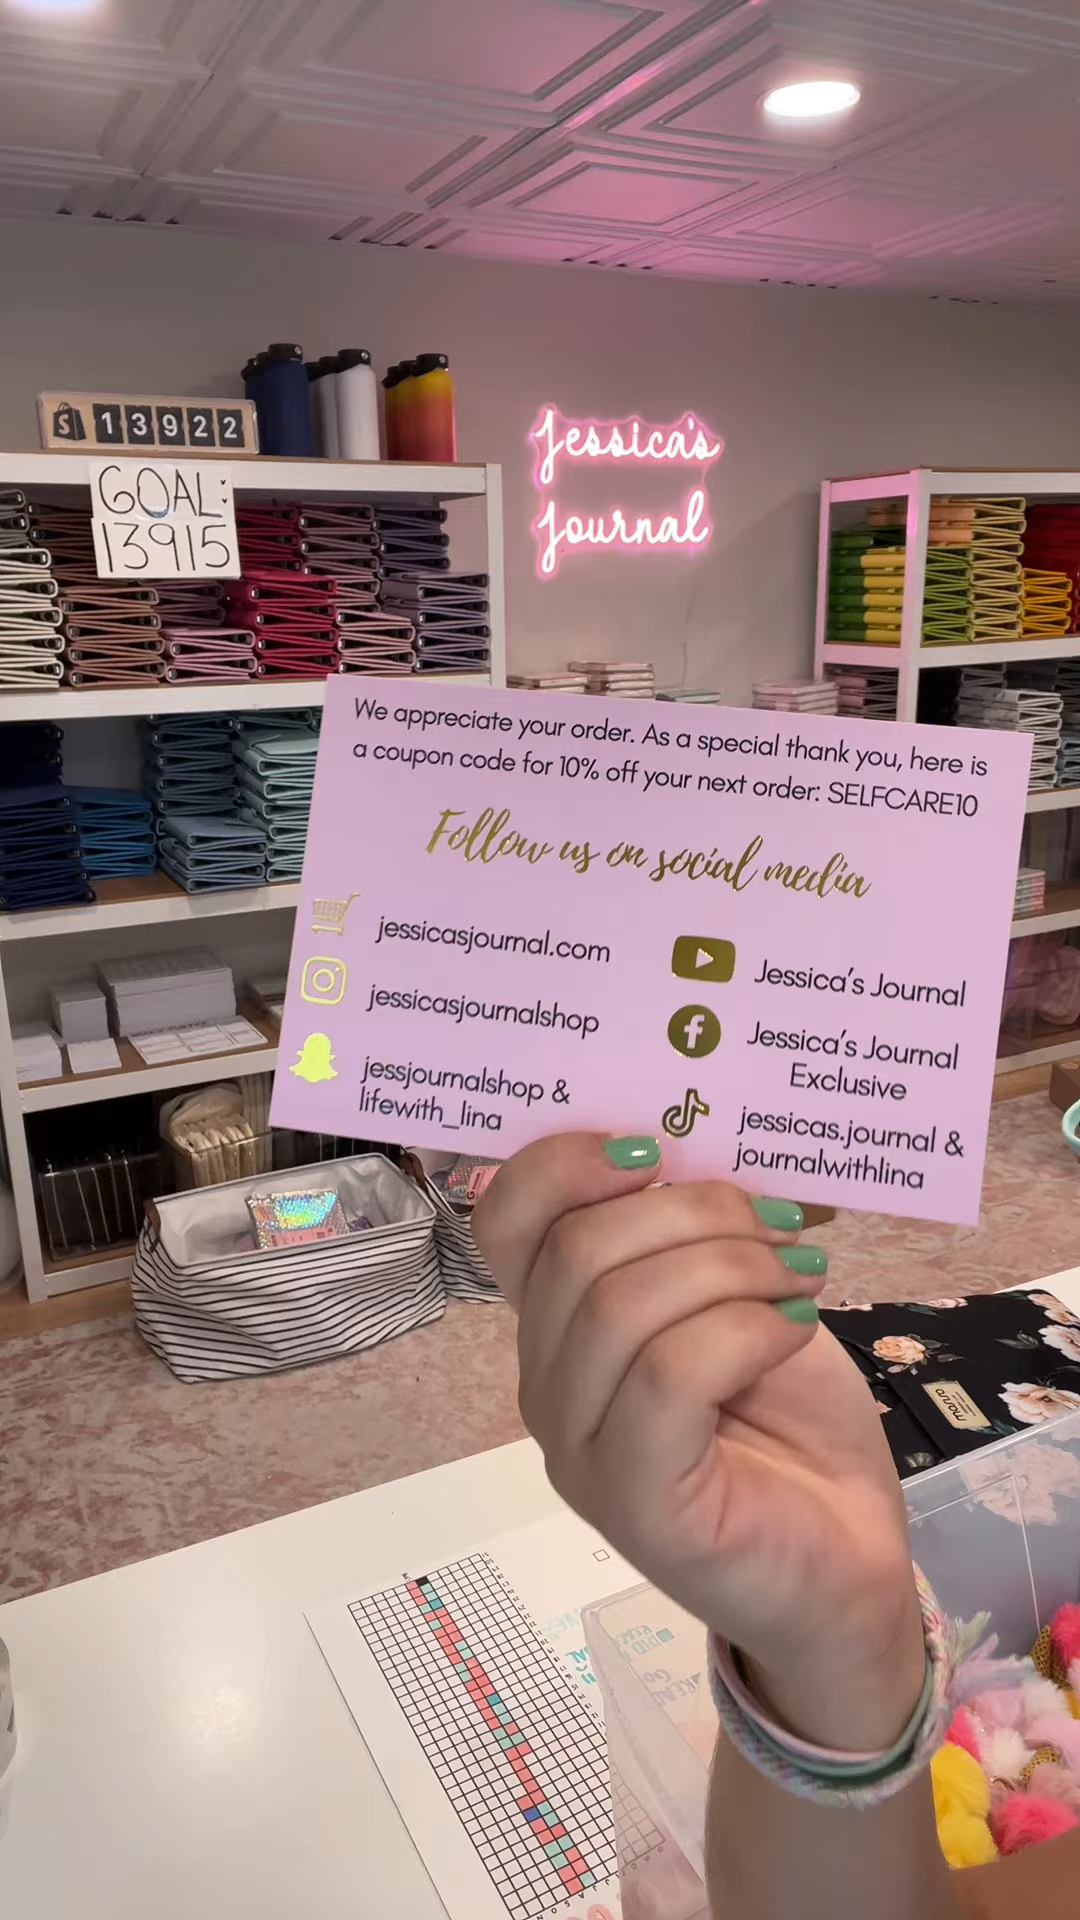 S 13922
GOAL:
13915
Jessica's
Journal
We appreciate your order. As a special thank you, here is
a coupon code for 10% off your next order: SELFCARE10
Follow us on social media
jessicasjournal.com
jessicasjournalshop
jessjournalshop &
lifewith_lina
Jessica's Journal
Jessica's Journal
Exclusive
jessicas.journal &
journalwithlina